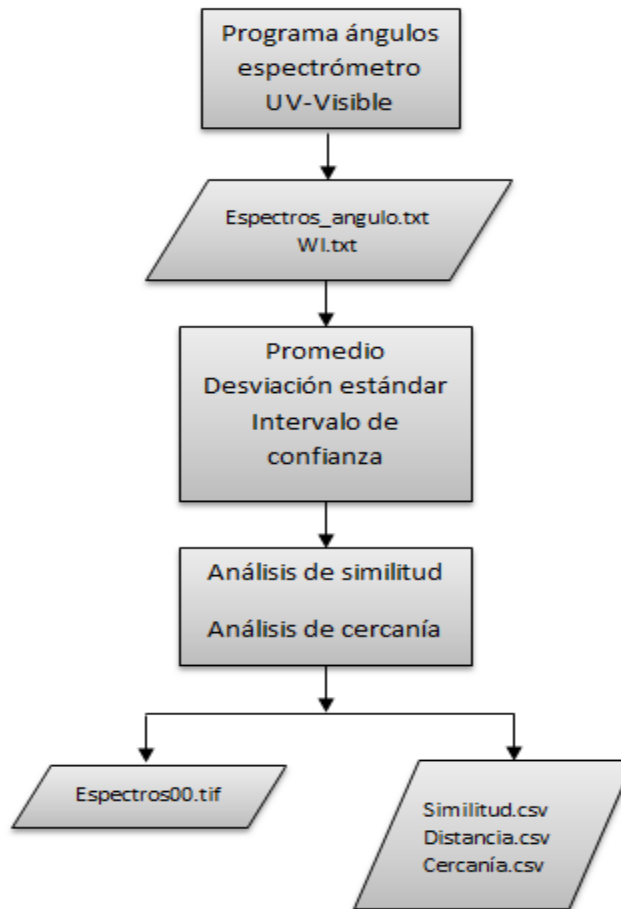 Programa ángulos
espectrómetro
UV-Visible
Espectros_angulo.txt
Wl.txt
Promedio
Desviación estándar
Intervalo de
confianza
Análisis de similitud
Análisis de cercanía
Espectros00.tif
Similitud.csv
Distancia.csv
Cercanía.csv